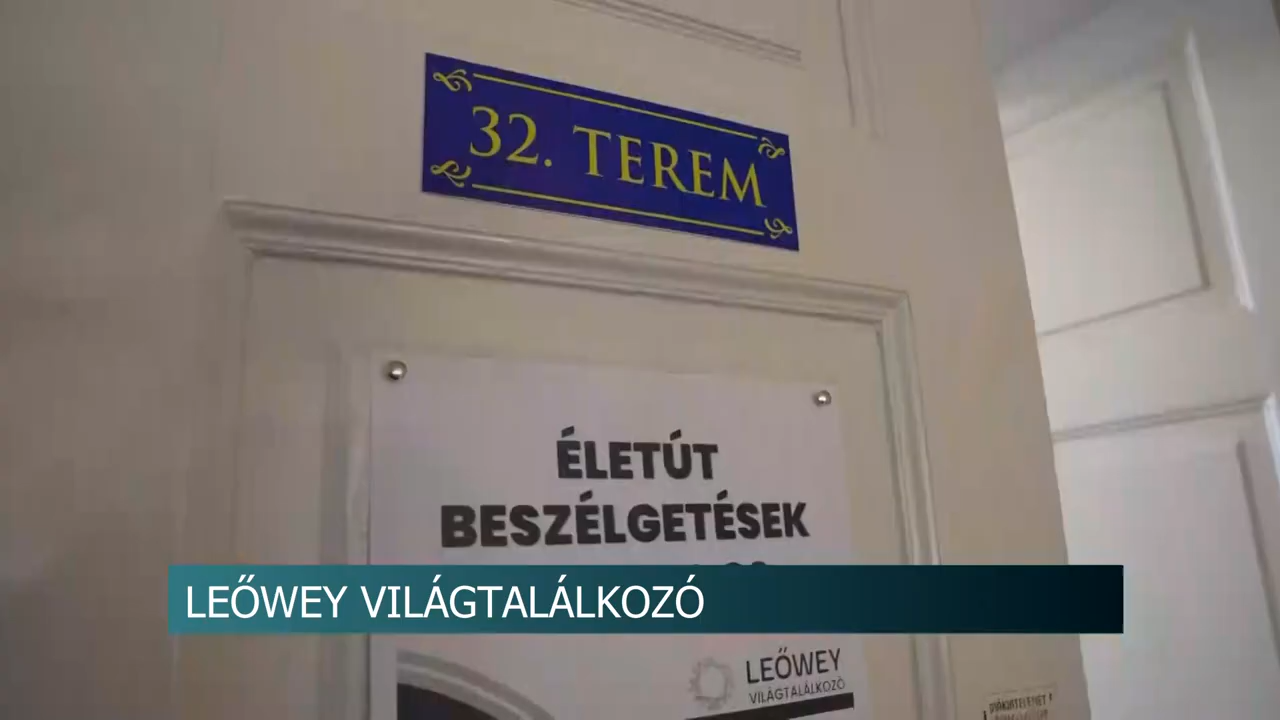 32. TEREM
ÉLETÚT
BESZÉLGETÉSEK
LEŐWEY VILÁGTALÁLKOZÓ
LEŐWEY
VILÁGTALÁLKOZÓ